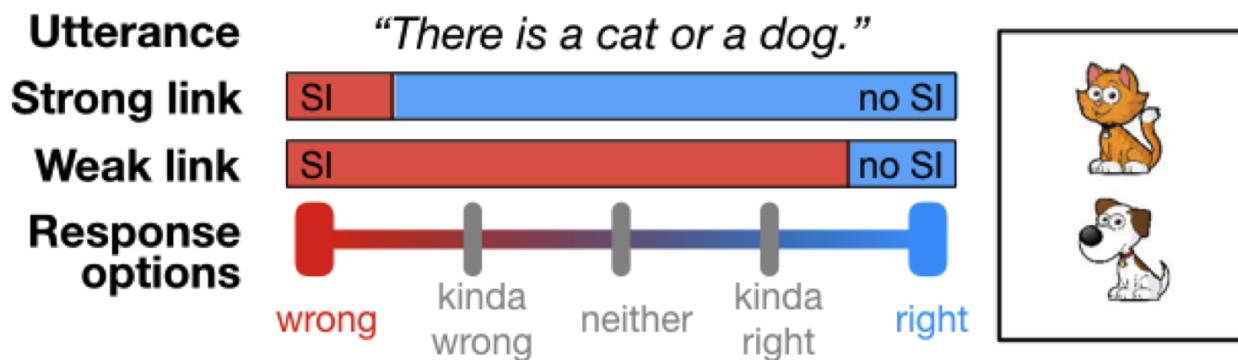 Utterance “There is a cat or a dog.”
Strong link SI no SI
Weak link SI no SI
Response
options
wrong kinda
wrong neither kinda
right right